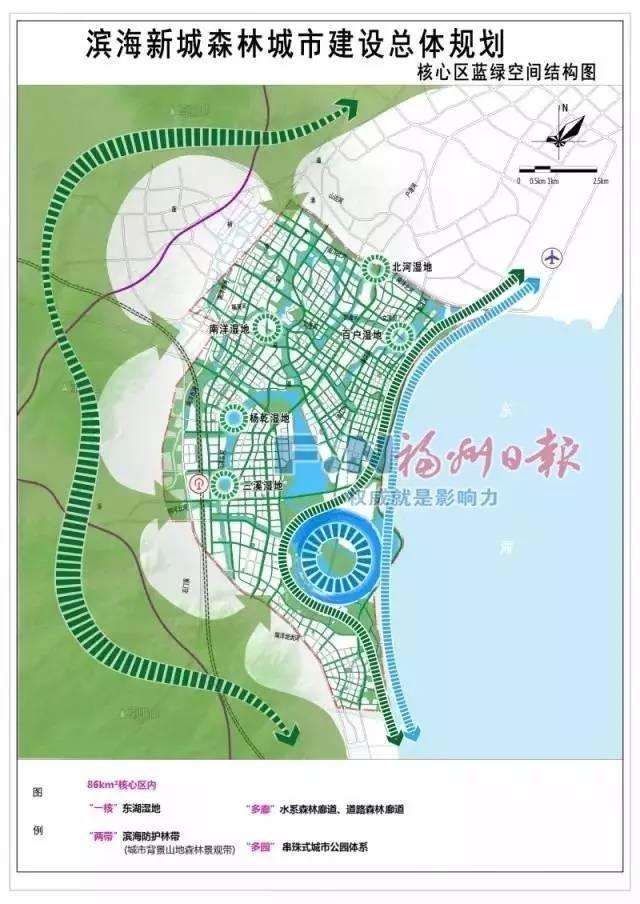 滨海新城森林城市建设总体规划
核心区蓝绿空间结构图
N
0 0.5km 1km 2.5km
北河湿地
南洋湿地
百户湿地
杨乾湿地
三溪湿地
东
福州日报
权威就是影响力
湾
图例
86km²核心区内
“一核” 东湖湿地
“多廊” 水系森林廊道、道路森林廊道
“两带” 滨海防护林带
(城市背景山地森林景观带)
“多园” 串珠式城市公园体系